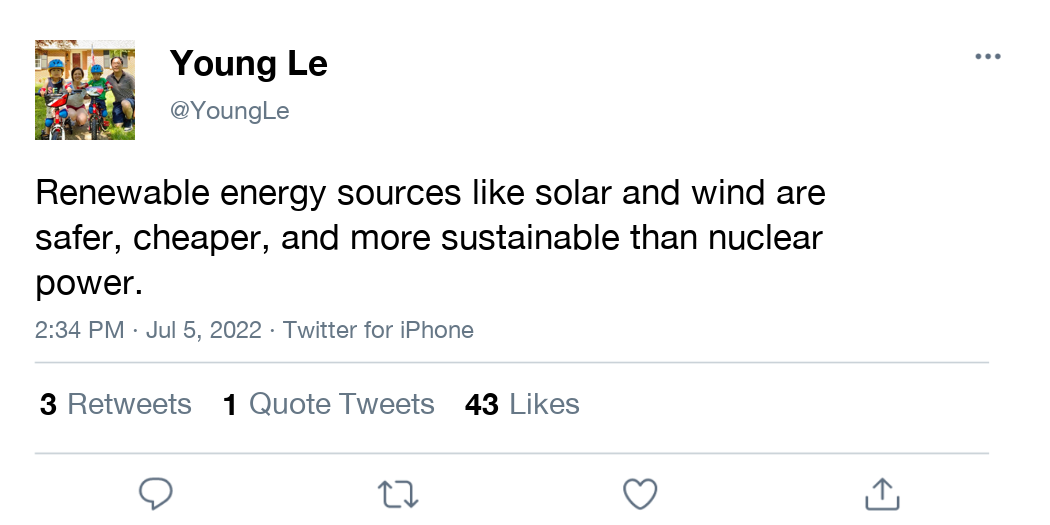 Young Le
@YoungLe
Renewable energy sources like solar and wind are
safer, cheaper, and more sustainable than nuclear
power.
2:34 PM · Jul 5, 2022 · Twitter for iPhone
3 Retweets 1 Quote Tweets 43 Likes